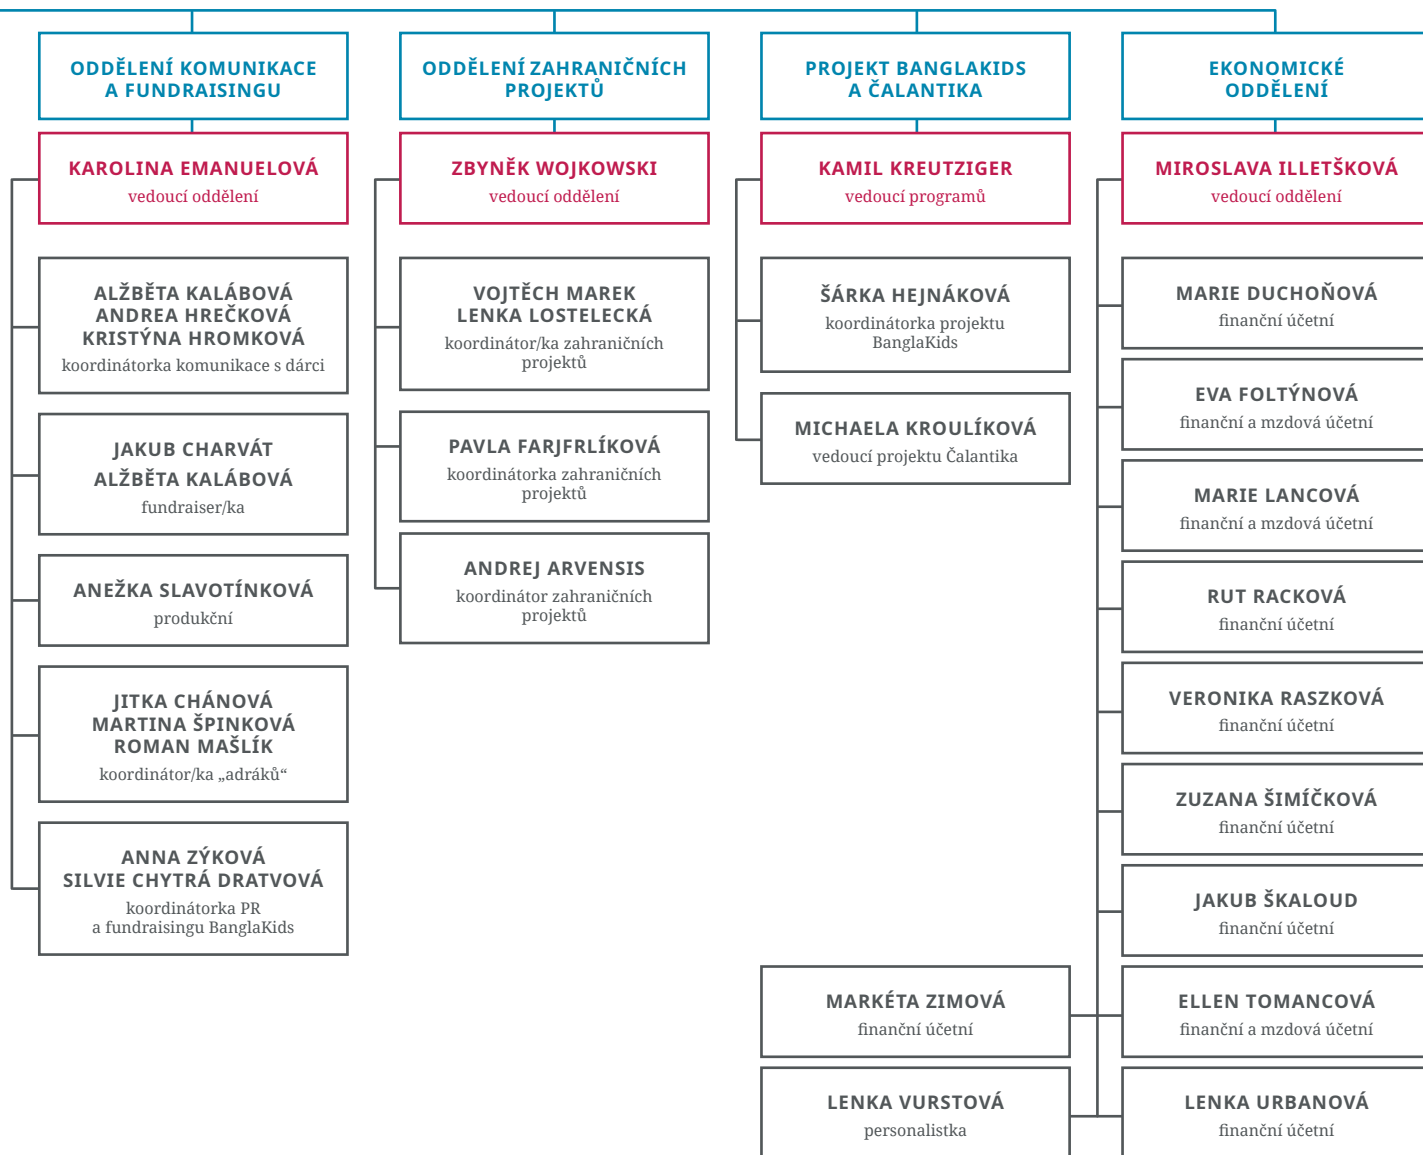 ODDĚLENÍ KOMUNIKACE
A FUNDRAISINGU
KAROLINA EMANUELOVÁ
vedoucí oddělení
ALŽBĚTA KALÁBOVÁ
ANDREA HREČKOVÁ
KRISTÝNA HROMKOVÁ
koordinátorka komunikace s dárci
JAKUB CHARVÁT
ALŽBĚTA KALÁBOVÁ
fundraiser/ka
ANEŽKA SLAVOTÍNKOVÁ
produkční
JITKA CHÁNOVÁ
MARTINA ŠPINKOVÁ
ROMAN MAŠLÍK
koordinátor/ka „adráků“
ANNA ZÝKOVÁ
SILVIE CHYTRÁ DRATVOVÁ
koordinátorka PR
a fundraisingu BanglaKids
ODDĚLENÍ ZAHRANIČNÍCH
PROJEKTŮ
ZBYNĚK WOJKOWSKI
vedoucí oddělení
VOJTĚCH MAREK
LENKA LOSTELECKÁ
koordinátor/ka zahraničních
projektů
PAVLA FARJFRLÍKOVÁ
koordinátorka zahraničních
projektů
ANDREJ ARVENSIS
koordinátor zahraničních
projektů
PROJEKT BANGLAKIDS
A ČALANTIKA
KAMIL KREUTZIGER
vedoucí programů
ŠÁRKA HEJNÁKOVÁ
koordinátorka projektu
BanglaKids
MICHAELA KROULÍKOVÁ
vedoucí projektu Čalantika
EKONOMICKÉ
ODDĚLENÍ
MIROSLAVA ILLETŠKOVÁ
vedoucí oddělení
MARIE DUCHOŇOVÁ
finanční účetní
EVA FOLTÝNOVÁ
finanční a mzdová účetní
MARIE LANCOVÁ
finanční a mzdová účetní
RUT RACKOVÁ
finanční účetní
VERONIKA RASZKOVÁ
finanční účetní
ZUZANA ŠIMÍČKOVÁ
finanční účetní
JAKUB ŠKALOUD
finanční účetní
MARKÉTA ZIMOVÁ
finanční účetní
ELLEN TOMANCOVÁ
finanční a mzdová účetní
LENKA VURSTOVÁ
personalistka
LENKA URBANOVÁ
finanční účetní